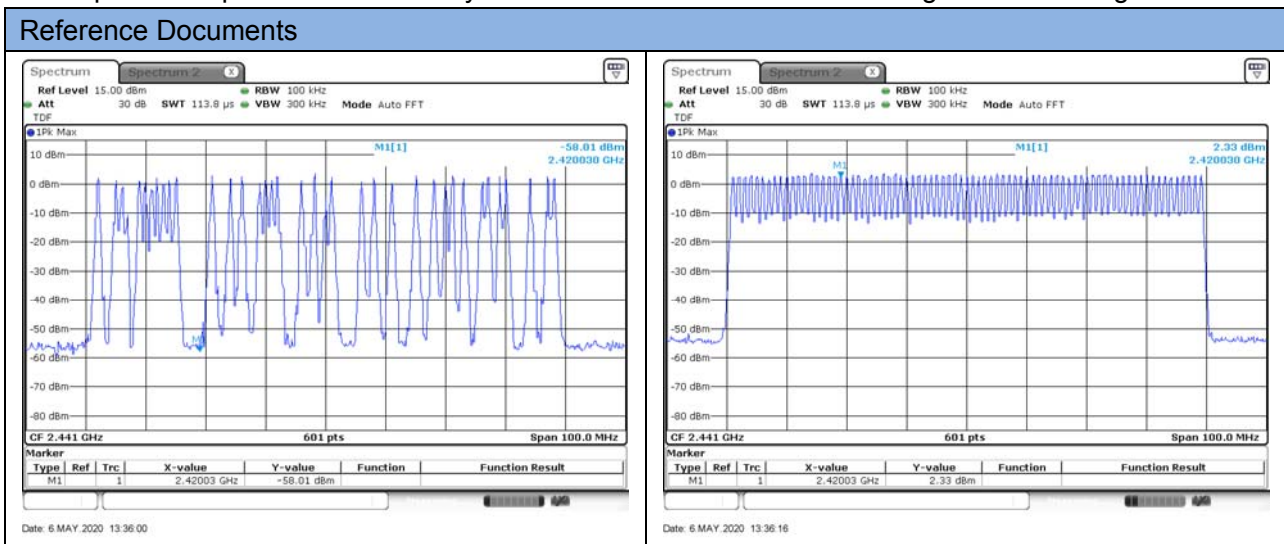 Reference Documents
Spectrum Spectrum 2 X
Ref Level 15.00 dBm RBW 100 kHz
Att 30 dB SWT 113.8 µs VBW 300 kHz Mode Auto FFT
TDF
1Pk Max
M1[1] -58.01 dBm
2.420030 GHz
10 dBm
0 dBm
-10 dBm
-20 dBm
-30 dBm
-40 dBm
-50 dBm
M1
-60 dBm
-70 dBm
-80 dBm
CF 2.441 GHz 601 pts Span 100.0 MHz
Marker
Type Ref Trc X-value Y-value Function Function Result
M1 1 2.42003 GHz -58.01 dBm
Date: 6.MAY.2020 13:36:00
Spectrum Spectrum 2 X
Ref Level 15.00 dBm RBW 100 kHz
Att 30 dB SWT 113.8 µs VBW 300 kHz Mode Auto FFT
TDF
1Pk Max
M1[1] 2.33 dBm
2.420030 GHz
10 dBm
M1
0 dBm
-10 dBm
-20 dBm
-30 dBm
-40 dBm
-50 dBm
-60 dBm
-70 dBm
-80 dBm
CF 2.441 GHz 601 pts Span 100.0 MHz
Marker
Type Ref Trc X-value Y-value Function Function Result
M1 1 2.42003 GHz 2.33 dBm
Date: 6.MAY.2020 13:36:16